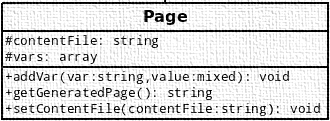 Page
#contentFile: string
#vars: array
+addVar(var:string,value:mixed): void
+getGeneratedPage(): string
+setContentFile(contentFile:string): void